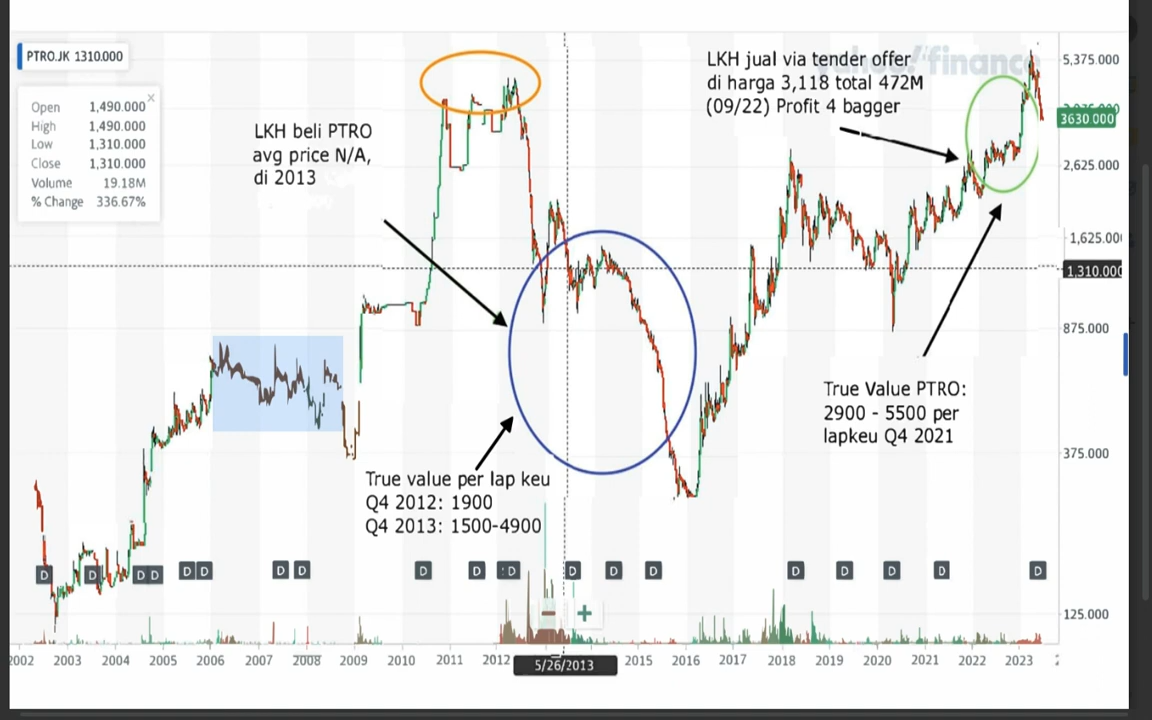 PTRO.JK 1310.000
Open 1,490.000
High 1,490.000
Low 1,310.000
Close 1,310.000
Volume 19.18M
% Change 336.67%
LKH beli PTRO
avg price N/A,
di 2013
LKH jual via tender offer
di harga 3,118 total 472M
(09/22) Profit 4 bagger
yahoo!finance
5,375.000
3630 000
2,625.000
1,625.000
1,310.000
875.000
375.000
125.000
True Value PTRO:
2900 - 5500 per
lapkeu Q4 2021
True value per lap keu
Q4 2012: 1900
Q4 2013: 1500-4900
D D D D D D D D D D D D D D D D D D D D
2002 2003 2004 2005 2006 2007 2008 2009 2010 2011 2012 5/26/2013 2015 2016 2017 2018 2019 2020 2021 2022 2023